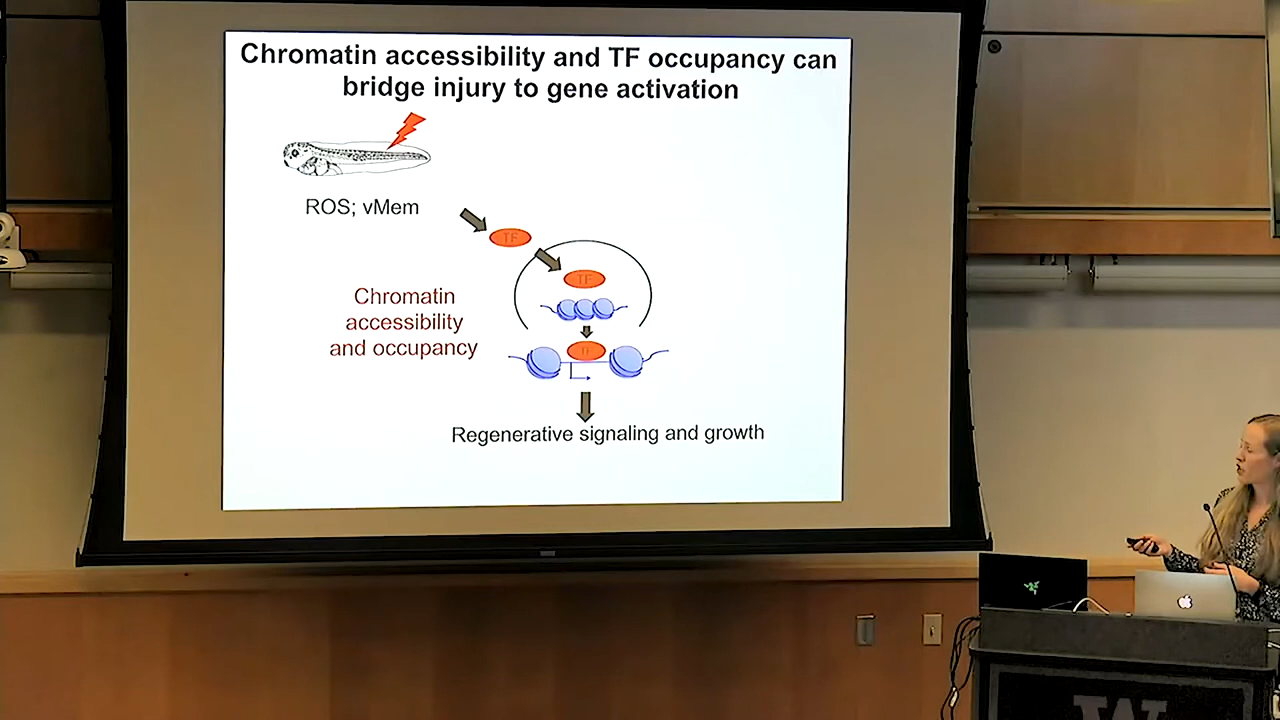 Chromatin accessibility and TF occupancy can
bridge injury to gene activation
ROS; vMem
TF
TF
Chromatin
accessibility
and occupancy
TF
Regenerative signaling and growth
W